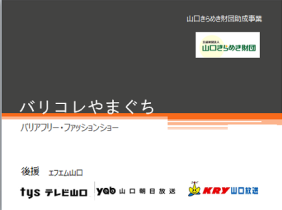 山口きらめき財団助成事業
山口きらめき財団
バリコレやまぐち
バリアフリー・ファッションショー
後援 エフエム山口
tys テレビ山口 yab 山口朝日放送 KRY 山口放送